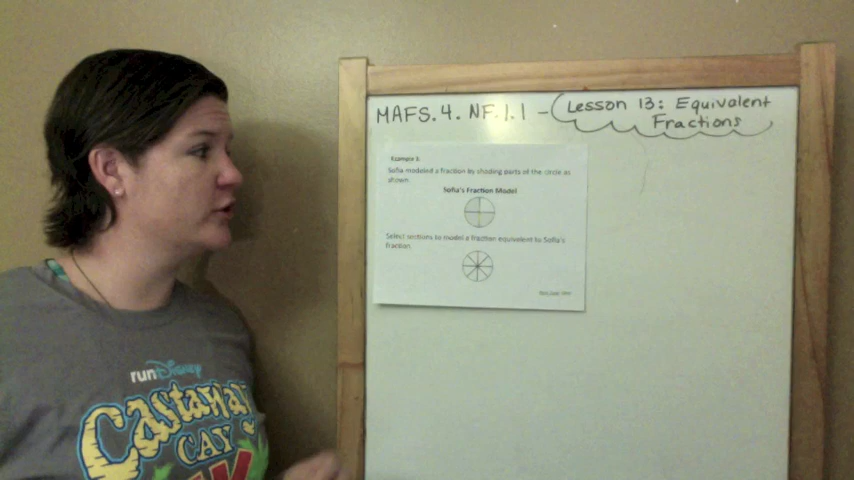 MAFS.4.NF.1.1 - Lesson 13: Equivalent
Fractions
Example 3:
Sofia modeled a fraction by shading parts of the circle as
shown.
Sofia's Fraction Model
Select sections to model a fraction equivalent to Sofia's
fraction.
runDisney
Castaway
CAY